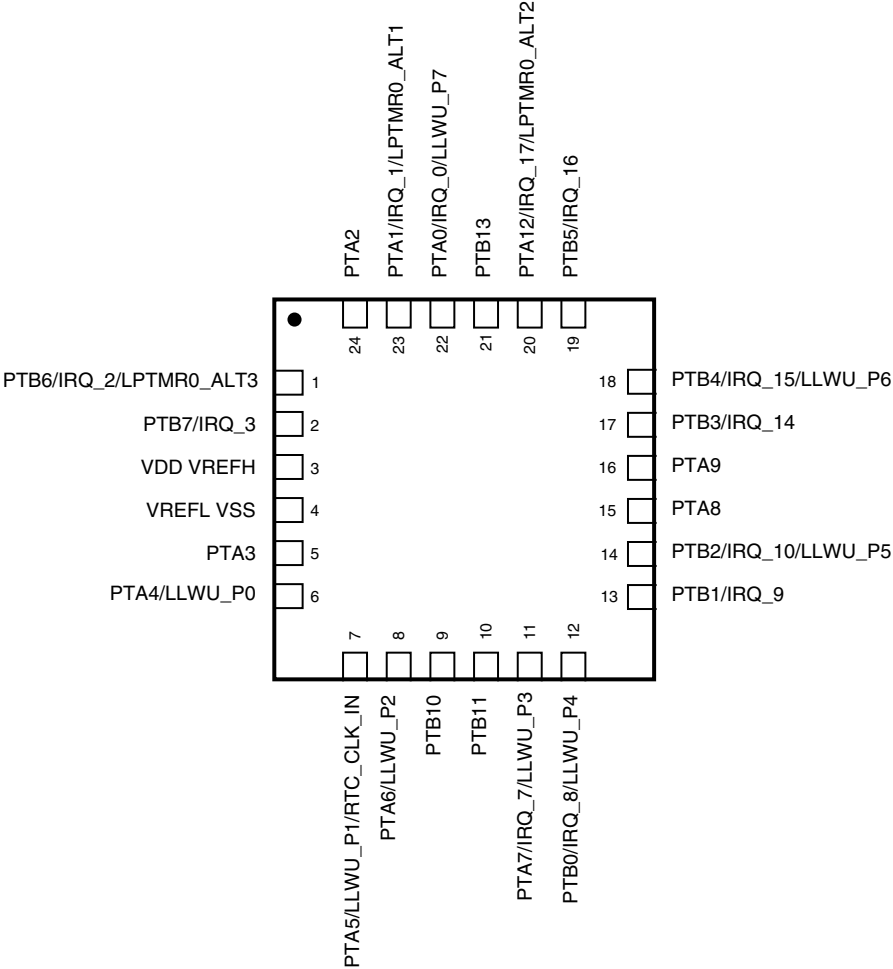 PTA2
PTA1/IRQ_1/LPTMR0_ALT1
PTA0/IRQ_0/LLWU_P7
PTB13
PTA12/IRQ_17/LPTMR0_ALT2
PTB5/IRQ_16
24
23
22
21
20
19
PTB6/IRQ_2/LPTMR0_ALT3
1
PTB7/IRQ_3
2
VDD VREFH
3
VREFL VSS
4
PTA3
5
PTA4/LLWU_P0
6
18
PTB4/IRQ_15/LLWU_P6
17
PTB3/IRQ_14
16
PTA9
15
PTA8
14
PTB2/IRQ_10/LLWU_P5
13
PTB1/IRQ_9
7
8
9
10
11
12
PTA5/LLWU_P1/RTC_CLK_IN
PTA6/LLWU_P2
PTB10
PTB11
PTA7/IRQ_7/LLWU_P3
PTB0/IRQ_8/LLWU_P4